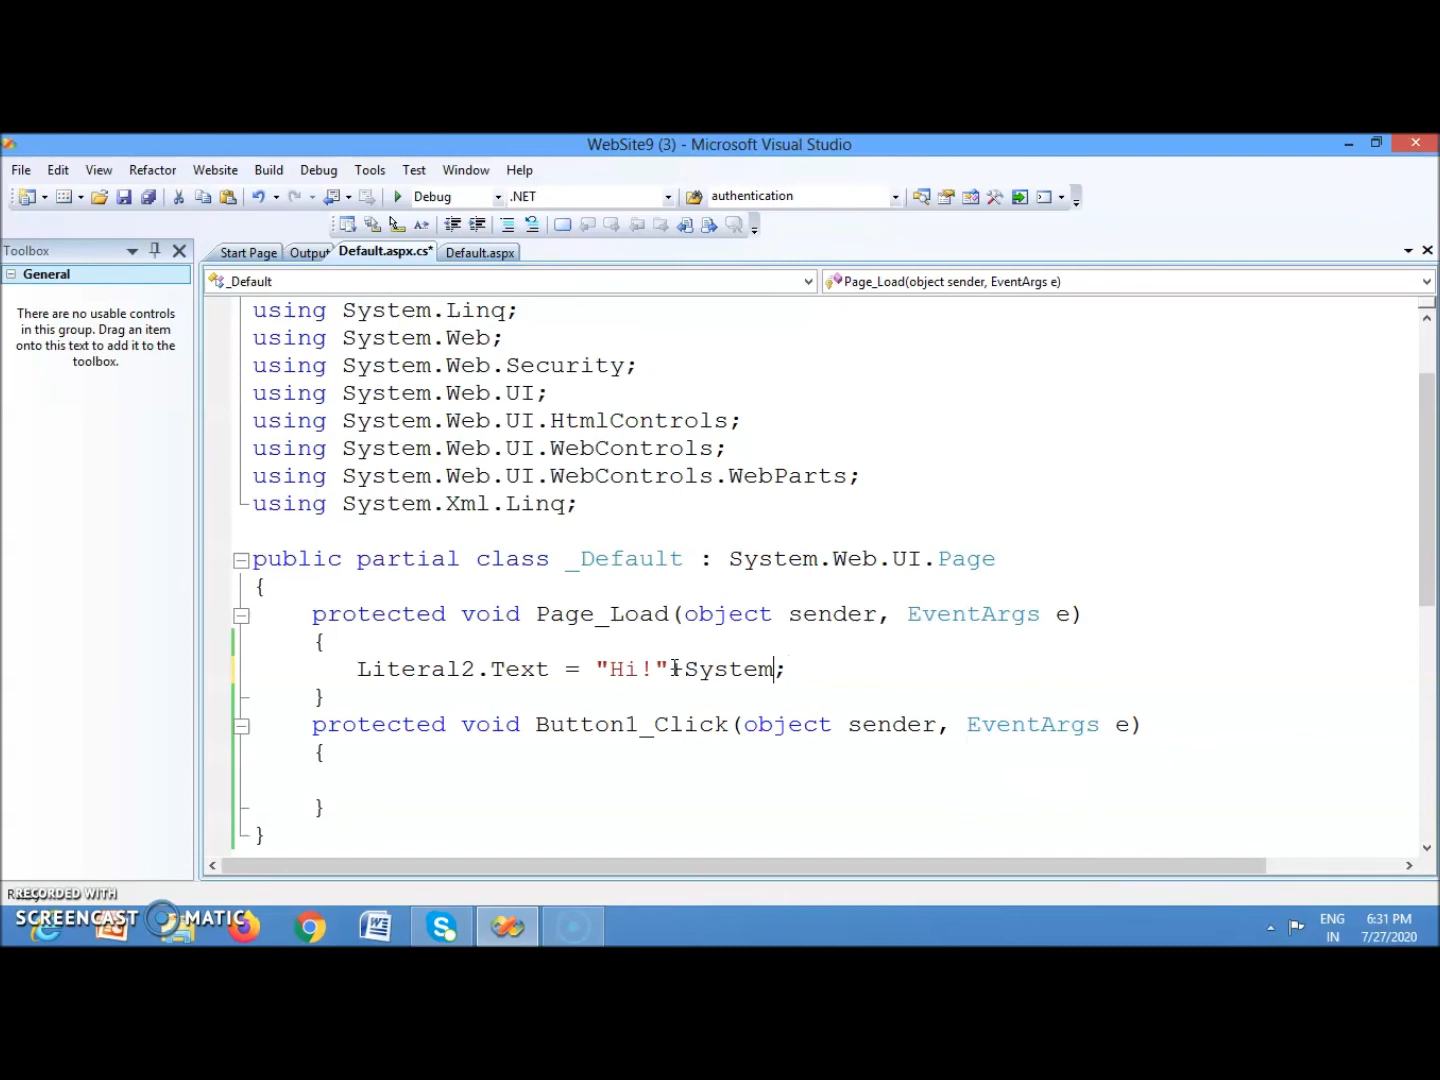 WebSite9 (3) - Microsoft Visual Studio
File Edit View Refactor Website Build Debug Tools Test Window Help
Debug .NET authentication
Toolbox
Start Page Output Default.aspx.cs* Default.aspx
General
_Default Page_Load(object sender, EventArgs e)
There are no usable controls
in this group. Drag an item
onto this text to add it to the
toolbox.
using System.Linq;
using System.Web;
using System.Web.Security;
using System.Web.UI;
using System.Web.UI.HtmlControls;
using System.Web.UI.WebControls;
using System.Web.UI.WebControls.WebParts;
using System.Xml.Linq;
public partial class _Default : System.Web.UI.Page
{
protected void Page_Load(object sender, EventArgs e)
{
Literal2.Text = "Hi!"+System;
}
protected void Button1_Click(object sender, EventArgs e)
{
}
}
RECORDED WITH
SCREENCAST MATIC
ENG 6:31 PM
IN 7/27/2020